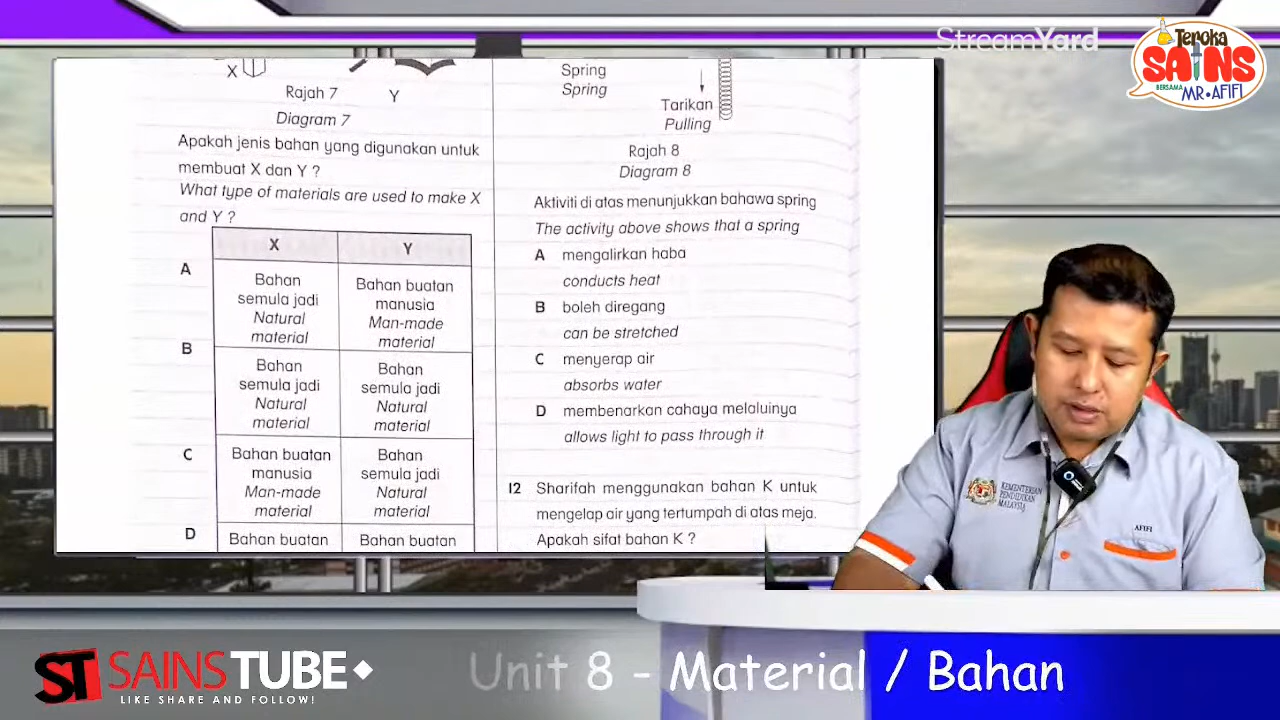 StreamYard
Teroka
SAiNS
BERSAMA
MR.AFIFI
X
Rajah 7
Y
Diagram 7
Apakah jenis bahan yang digunakan untuk
membuat X dan Y ?
What type of materials are used to make X
and Y ?
X Y
A
Bahan
semula jadi
Natural
material
Bahan buatan
manusia
Man-made
material
B
Bahan
semula jadi
Natural
material
Bahan
semula jadi
Natural
material
C
Bahan buatan
manusia
Man-made
material
Bahan
semula jadi
Natural
material
D
Bahan buatan
Bahan buatan
Spring
Spring
Tarikan
Pulling
Rajah 8
Diagram 8
Aktiviti di atas menunjukkan bahawa spring
The activity above shows that a spring
A mengalirkan haba
conducts heat
B boleh diregang
can be stretched
C menyerap air
absorbs water
D membenarkan cahaya melaluinya
allows light to pass through it
12 Sharifah menggunakan bahan K untuk
mengelap air yang tertumpah di atas meja.
Apakah sifat bahan K ?
KEMENTERIAN
PENDIDIKAN
MALAYSIA
AFIFI
ST SAINSTUBE
LIKE SHARE AND FOLLOW!
Unit 8 - Material / Bahan